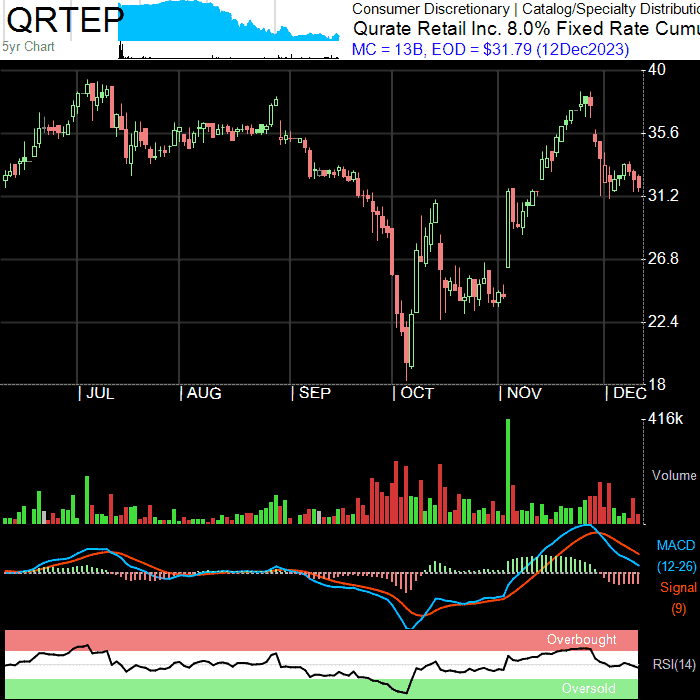 QRTEP
5yr Chart
Consumer Discretionary | Catalog/Specialty Distributio
Qurate Retail Inc. 8.0% Fixed Rate Cumu
MC = 13B, EOD = $31.79 (12Dec2023)
40
35.6
31.2
26.8
22.4
18
| JUL | AUG | SEP | OCT | NOV | DEC
416k
Volume
MACD
(12-26)
Signal
(9)
Overbought
RSI(14)
Oversold